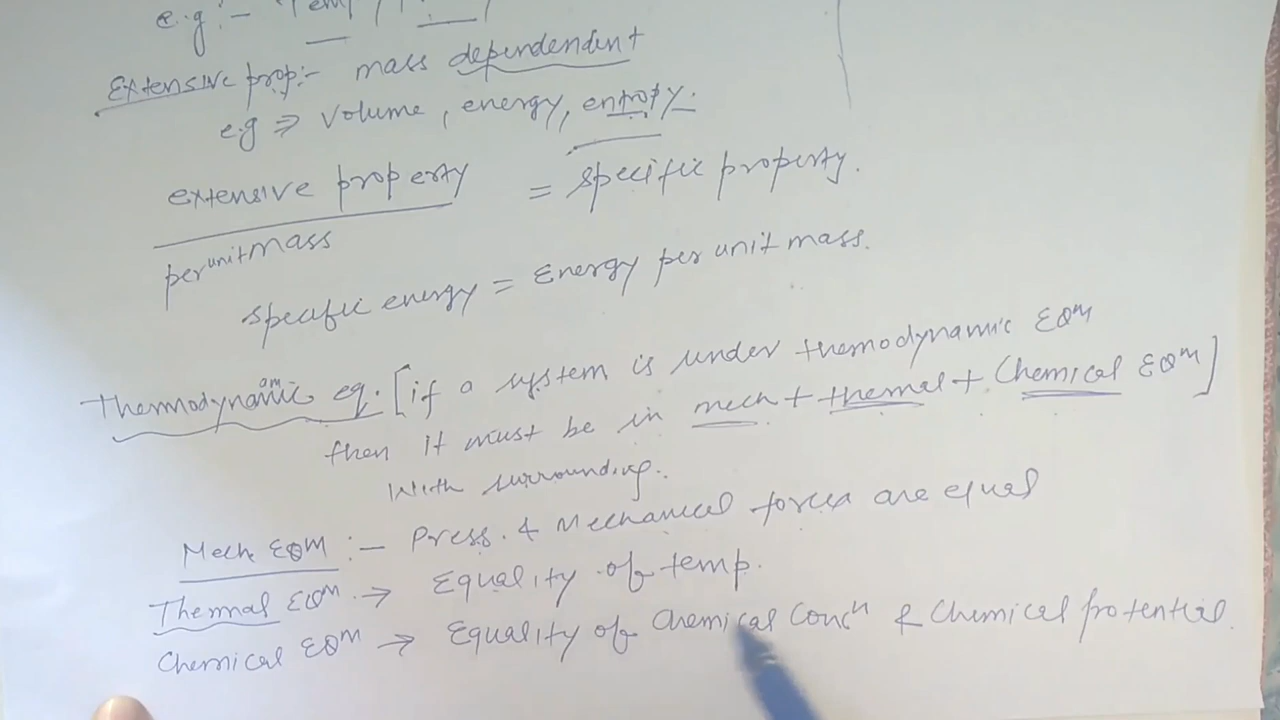 e.g :- Temp,
Extensive prop:- mass dependendent
e.g ⇒ Volume, energy, entropy.
extensive property = specific property.
per unit mass
specific energy = Energy per unit mass.
Thermodynamic eq. [if a system is under themodynamic EQᵐ
then it must be in mech + thermal + Chemical EQᵐ]
With surrounding.
Mech EQᵐ :- Press. & Mechanical forces are equal
Thermal EQᵐ. → Equality of temp.
Chemical EQᵐ → Equality of Chemical Concⁿ & Chemical potential.